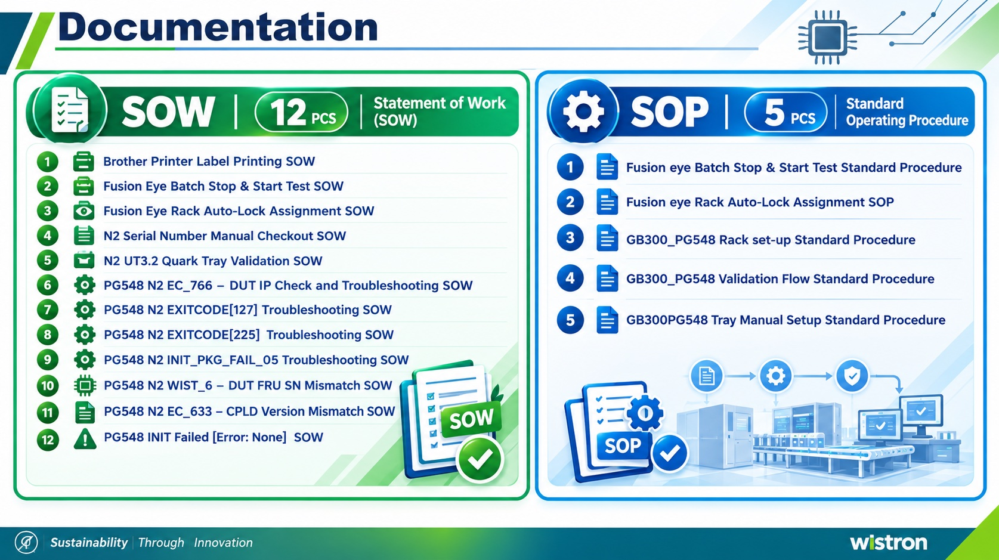 Documentation
SOW | 12 PCS | Statement of Work
(SOW)
1 Brother Printer Label Printing SOW
2 Fusion Eye Batch Stop & Start Test SOW
3 Fusion Eye Rack Auto-Lock Assignment SOW
4 N2 Serial Number Manual Checkout SOW
5 N2 UT3.2 Quark Tray Validation SOW
6 PG548 N2 EC_766 – DUT IP Check and Troubleshooting SOW
7 PG548 N2 EXITCODE[127] Troubleshooting SOW
8 PG548 N2 EXITCODE[225] Troubleshooting SOW
9 PG548 N2 INIT_PKG_FAIL_05 Troubleshooting SOW
10 PG548 N2 WIST_6 – DUT FRU SN Mismatch SOW
11 PG548 N2 EC_633 – CPLD Version Mismatch SOW
12 PG548 INIT Failed [Error: None] SOW
SOW
SOP | 5 PCS | Standard
Operating Procedure
1 Fusion eye Batch Stop & Start Test Standard Procedure
2 Fusion eye Rack Auto-Lock Assignment SOP
3 GB300_PG548 Rack set-up Standard Procedure
4 GB300_PG548 Validation Flow Standard Procedure
5 GB300PG548 Tray Manual Setup Standard Procedure
SOP
Sustainability | Through Innovation
wistron